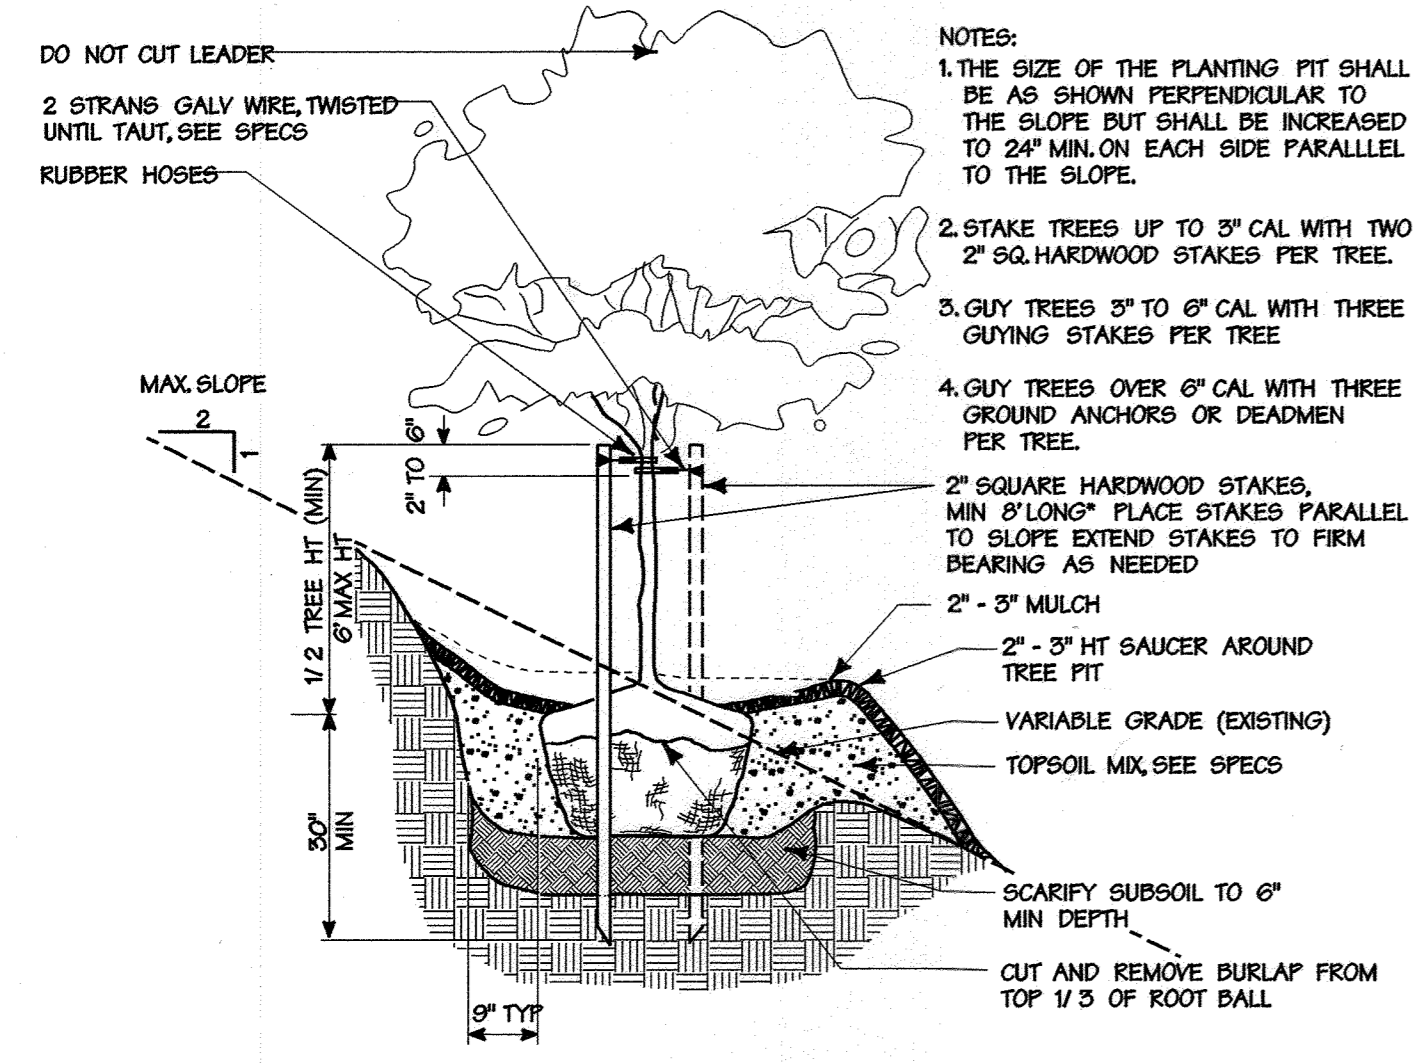 DO NOT CUT LEADER
2 STRANS GALV WIRE, TWISTED
UNTIL TAUT, SEE SPECS
RUBBER HOSES
MAX. SLOPE
2
1
2" TO 6"
1/2 TREE HT (MIN)
6' MAX HT
30"
MIN
9" TYP
NOTES:
1. THE SIZE OF THE PLANTING PIT SHALL
BE AS SHOWN PERPENDICULAR TO
THE SLOPE BUT SHALL BE INCREASED
TO 24" MIN. ON EACH SIDE PARALLLEL
TO THE SLOPE.
2. STAKE TREES UP TO 3" CAL WITH TWO
2" SQ. HARDWOOD STAKES PER TREE.
3. GUY TREES 3" TO 6" CAL WITH THREE
GUYING STAKES PER TREE
4. GUY TREES OVER 6" CAL WITH THREE
GROUND ANCHORS OR DEADMEN
PER TREE.
2" SQUARE HARDWOOD STAKES,
MIN 8' LONG* PLACE STAKES PARALLEL
TO SLOPE EXTEND STAKES TO FIRM
BEARING AS NEEDED
2" - 3" MULCH
2" - 3" HT SAUCER AROUND
TREE PIT
VARIABLE GRADE (EXISTING)
TOPSOIL MIX, SEE SPECS
SCARIFY SUBSOIL TO 6"
MIN DEPTH
CUT AND REMOVE BURLAP FROM
TOP 1/3 OF ROOT BALL